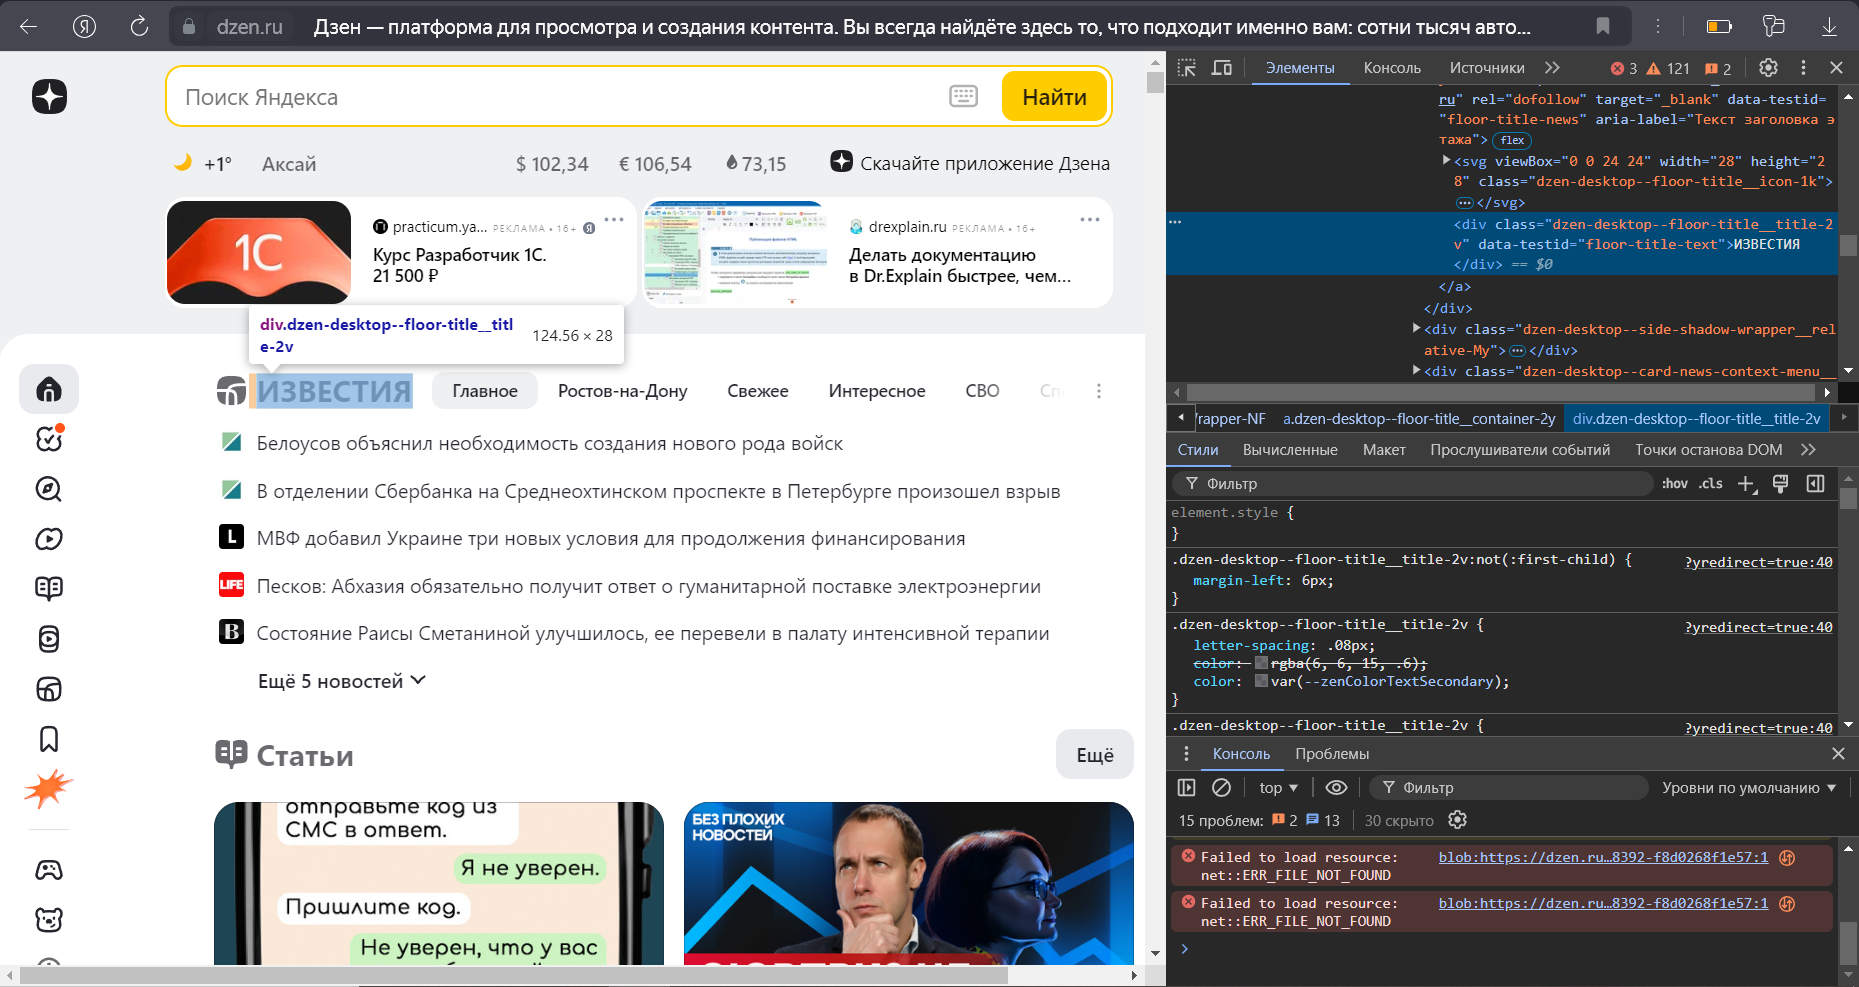 Я
dzen.ru
Дзен — платформа для просмотра и создания контента. Вы всегда найдёте здесь то, что подходит именно вам: сотни тысяч авто...
Поиск Яндекса
Найти
+1°
Аксай
$ 102,34
€ 106,54
73,15
Скачайте приложение Дзена
1С
practicum.ya... РЕКЛАМА • 16+ Я
Курс Разработчик 1С.
21 500 ₽
drexplain.ru РЕКЛАМА • 16+
Делать документацию
в Dr.Explain быстрее, чем...
div.dzen-desktop--floor-title__titl
e-2v
124.56 × 28
ИЗВЕСТИЯ
Главное
Ростов-на-Дону
Свежее
Интересное
СВО
Белоусов объяснил необходимость создания нового рода войск
В отделении Сбербанка на Среднеохтинском проспекте в Петербурге произошел взрыв
L
МВФ добавил Украине три новых условия для продолжения финансирования
LIFE
Песков: Абхазия обязательно получит ответ о гуманитарной поставке электроэнергии
В
Состояние Раисы Сметаниной улучшилось, ее перевели в палату интенсивной терапии
Ещё 5 новостей
Статьи
Ещё
отправьте код из
СМС в ответ.
Я не уверен.
Пришлите код.
Не уверен, что у вас
БЕЗ ПЛОХИХ
НОВОСТЕЙ
Элементы
Консоль
Источники
3
121
2
ru" rel="dofollow" target="_blank" data-testid=
"floor-title-news" aria-label="Текст заголовка э
тажа"> flex
<svg viewBox="0 0 24 24" width="28" height="2
8" class="dzen-desktop--floor-title__icon-1k">
</svg>
<div class="dzen-desktop--floor-title__title-2
v" data-testid="floor-title-text">ИЗВЕСТИЯ
</div> == $0
</a>
</div>
<div class="dzen-desktop--side-shadow-wrapper__rel
ative-My"> </div>
<div class="dzen-desktop--card-news-context-menu__
rapper-NF
a.dzen-desktop--floor-title__container-2y
div.dzen-desktop--floor-title__title-2v
Стили
Вычисленные
Макет
Прослушиватели событий
Точки останова DOM
Фильтр
:hov .cls
element.style {
}
.dzen-desktop--floor-title__title-2v:not(:first-child) {
?yredirect=true:40
margin-left: 6px;
}
.dzen-desktop--floor-title__title-2v {
?yredirect=true:40
letter-spacing: .08px;
color: rgba(6, 6, 15, .6);
color: var(--zenColorTextSecondary);
}
.dzen-desktop--floor-title__title-2v {
?yredirect=true:40
Консоль
Проблемы
top
Фильтр
Уровни по умолчанию
15 проблем: 2 13
30 скрыто
Failed to load resource: blob:https://dzen.ru…8392-f8d0268f1e57:1
net::ERR_FILE_NOT_FOUND
Failed to load resource: blob:https://dzen.ru…8392-f8d0268f1e57:1
net::ERR_FILE_NOT_FOUND